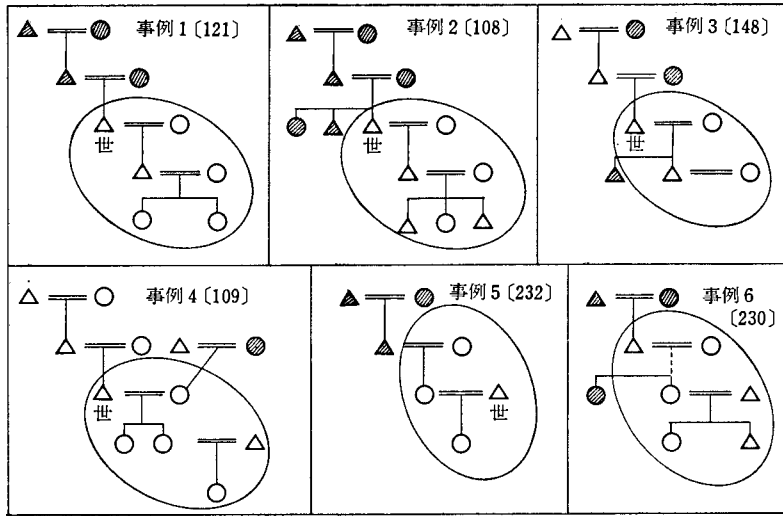 事例1〔121〕
世
事例2〔108〕
世
事例3〔148〕
世
事例4〔109〕
世
事例5〔232〕
世
事例6
〔230〕